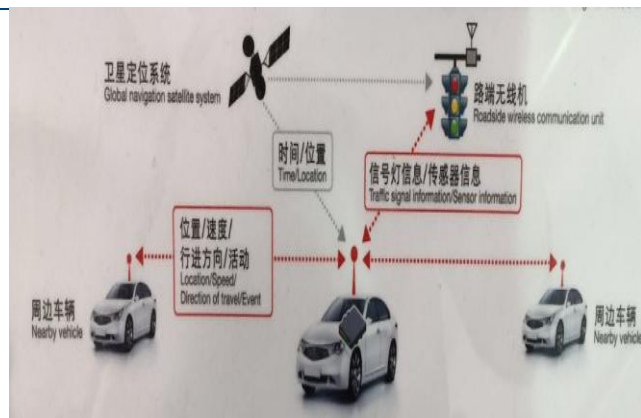 卫星定位系统
Global navigation satellite system
路端无线机
Roadside wireless communication unit
时间/位置
Time/Location
信号灯信息/传感器信息
Traffic signal information/Sensor information
位置/速度/
行进方向/活动
Location/Speed/
Direction of travel/Event
周边车辆
Nearby vehicle
周边车辆
Nearby vehicle